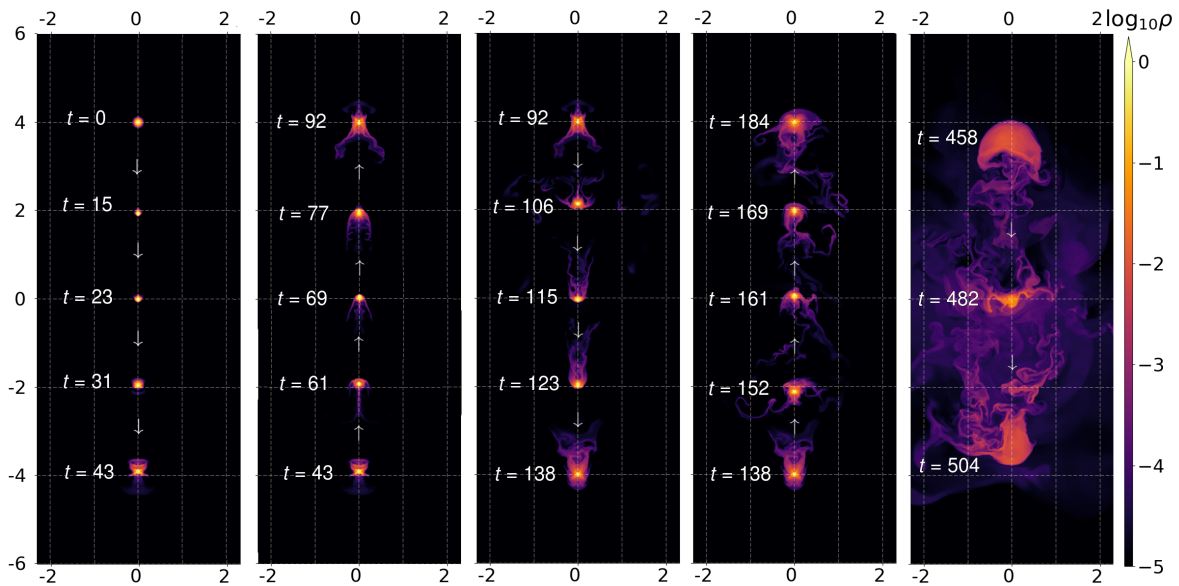 -2 0 2 -2 0 2 -2 0 2 -2 0 2 -2 0 2 log₁₀ρ
6
4
2
0
-2
-4
-6
t = 0
t = 15
t = 23
t = 31
t = 43
t = 92
t = 77
t = 69
t = 61
t = 43
t = 92
t = 106
t = 115
t = 123
t = 138
t = 184
t = 169
t = 161
t = 152
t = 138
t = 458
t = 482
t = 504
0
−1
−2
−3
−4
−5
-2 0 2 -2 0 2 -2 0 2 -2 0 2 -2 0 2